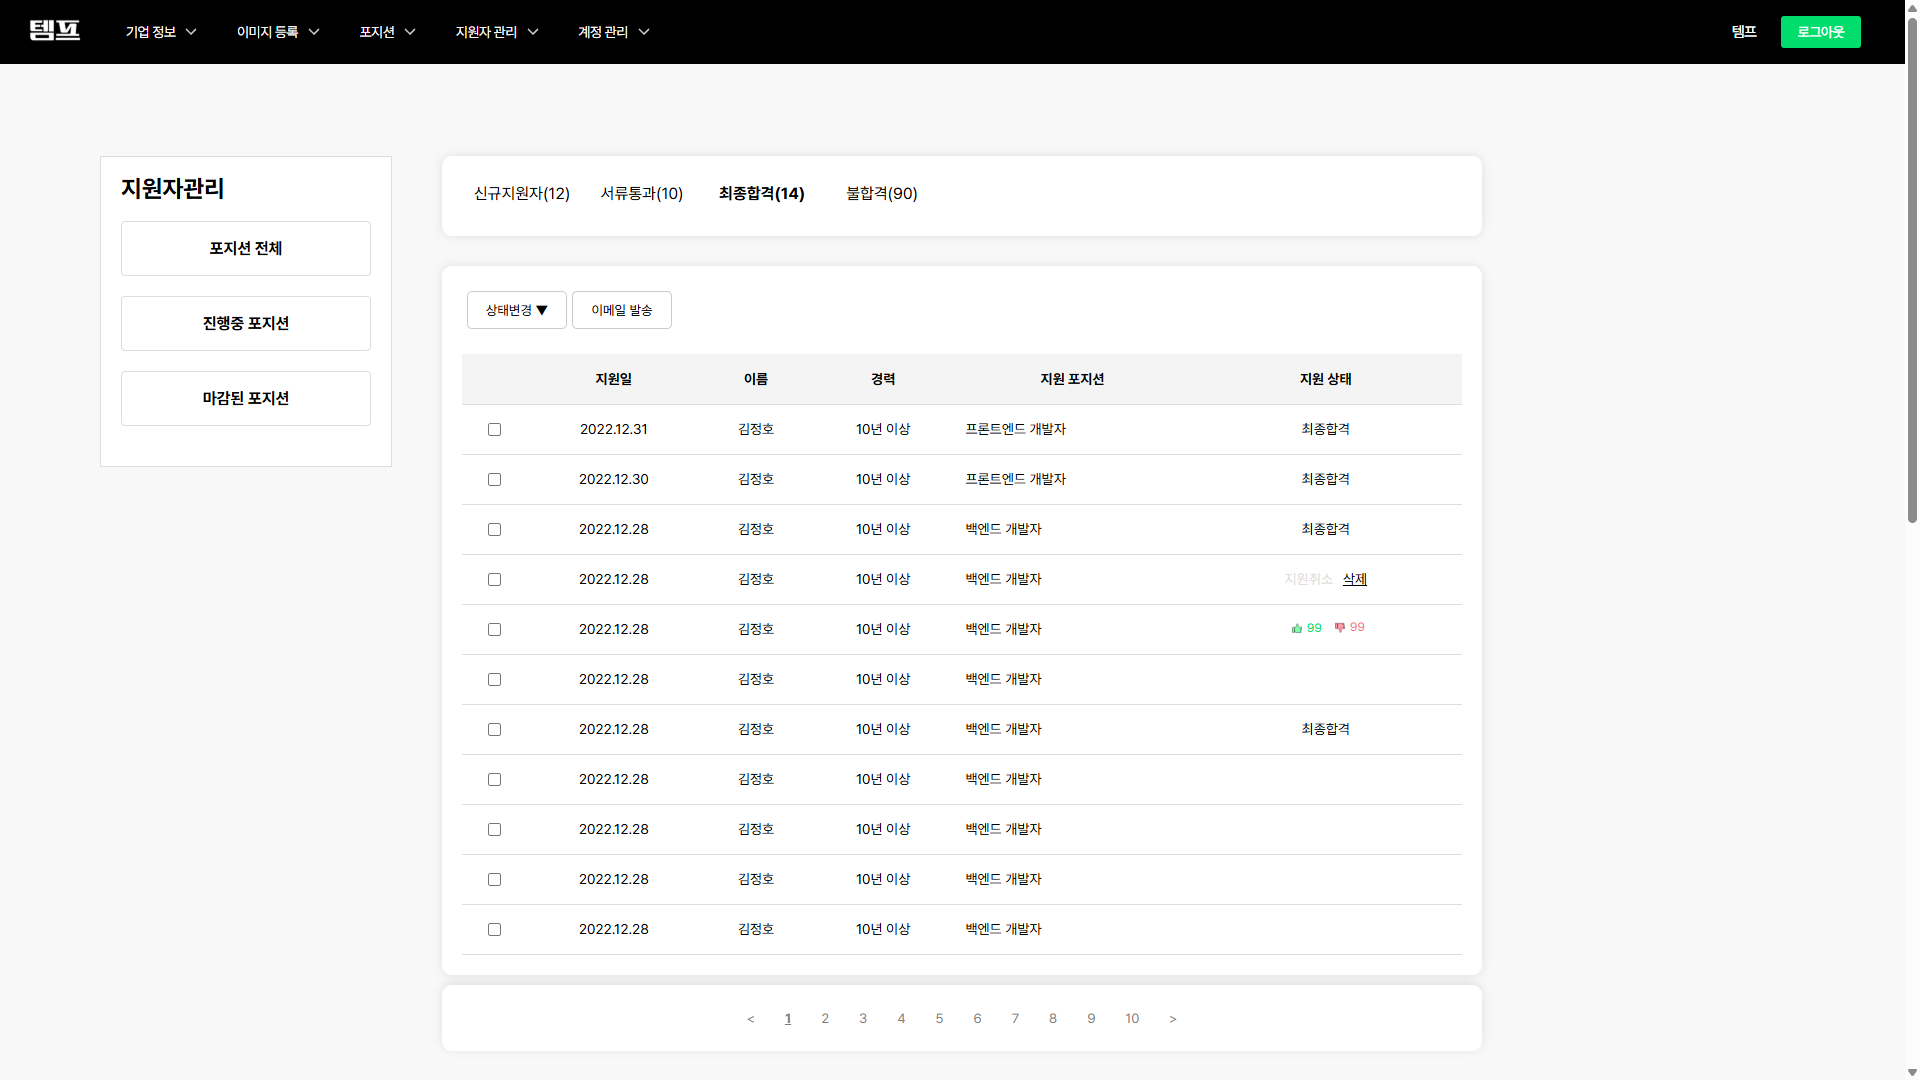 템프 기업 정보 이미지 등록 포지션 지원자 관리 계정 관리 템프 로그아웃
지원자관리
포지션 전체
진행중 포지션
마감된 포지션
신규지원자(12) 서류통과(10) 최종합격(14) 불합격(90)
상태변경 ▼ 이메일 발송
지원일 이름 경력 지원 포지션 지원 상태
2022.12.31 김정호 10년 이상 프론트엔드 개발자 최종합격
2022.12.30 김정호 10년 이상 프론트엔드 개발자 최종합격
2022.12.28 김정호 10년 이상 백엔드 개발자 최종합격
2022.12.28 김정호 10년 이상 백엔드 개발자 지원취소 삭제
2022.12.28 김정호 10년 이상 백엔드 개발자 99 99
2022.12.28 김정호 10년 이상 백엔드 개발자
2022.12.28 김정호 10년 이상 백엔드 개발자 최종합격
2022.12.28 김정호 10년 이상 백엔드 개발자
2022.12.28 김정호 10년 이상 백엔드 개발자
2022.12.28 김정호 10년 이상 백엔드 개발자
2022.12.28 김정호 10년 이상 백엔드 개발자
< 1 2 3 4 5 6 7 8 9 10 >